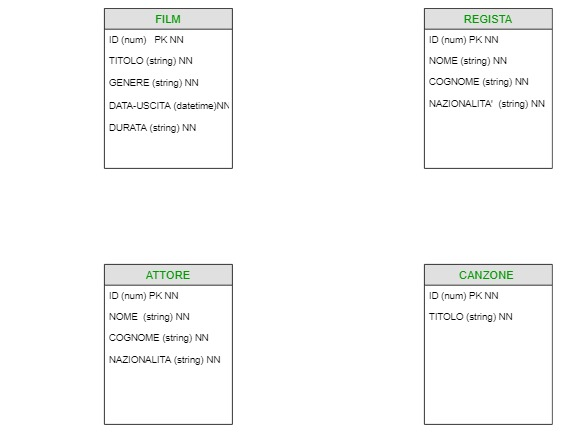 FILM
ID (num) PK NN
TITOLO (string) NN
GENERE (string) NN
DATA-USCITA (datetime)NN
DURATA (string) NN
REGISTA
ID (num) PK NN
NOME (string) NN
COGNOME (string) NN
NAZIONALITA' (string) NN
ATTORE
ID (num) PK NN
NOME (string) NN
COGNOME (string) NN
NAZIONALITA (string) NN
CANZONE
ID (num) PK NN
TITOLO (string) NN